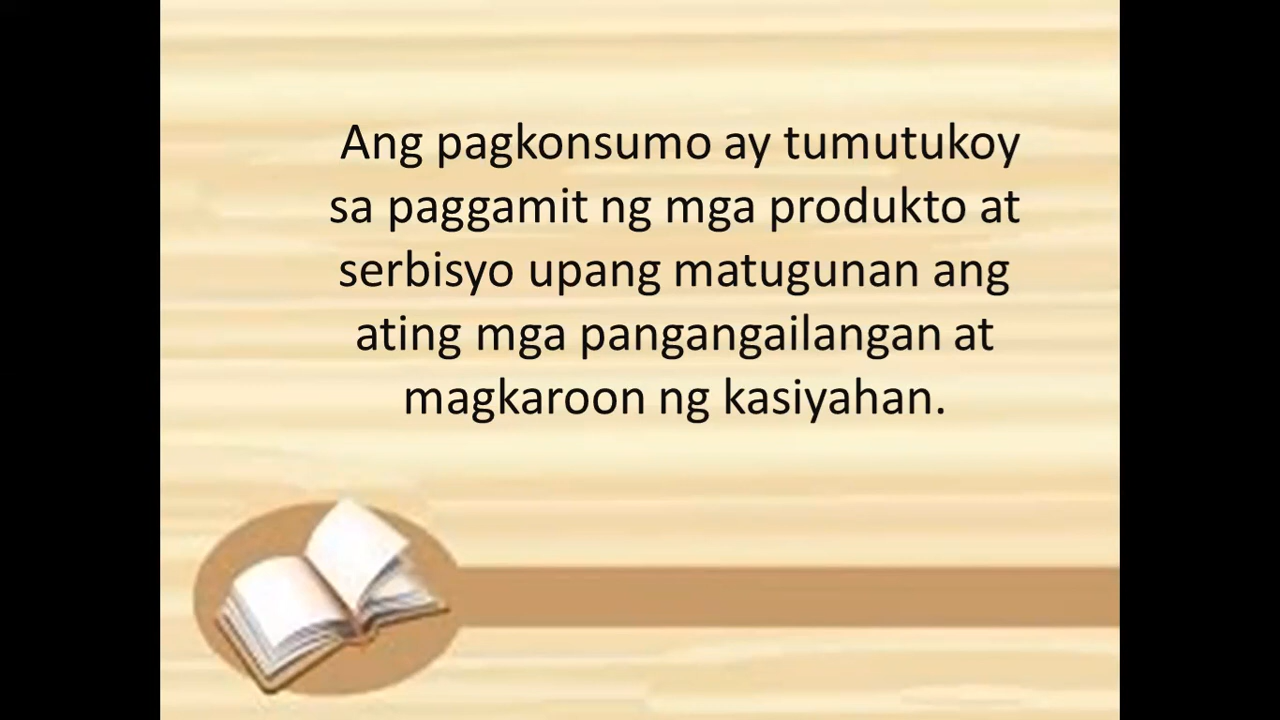 Ang pagkonsumo ay tumutukoy
sa paggamit ng mga produkto at
serbisyo upang matugunan ang
ating mga pangangailangan at
magkaroon ng kasiyahan.